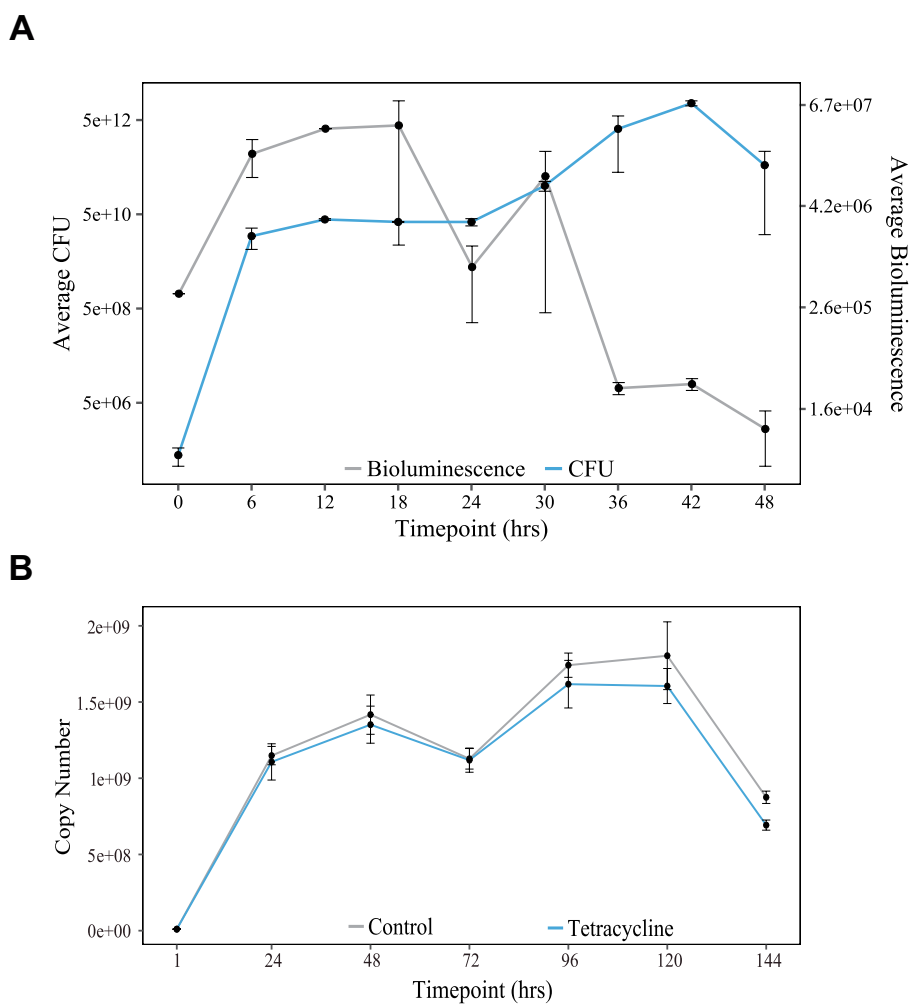 A
5e+12
5e+10
5e+08
5e+06
Average CFU
6.7e+07
4.2e+06
2.6e+05
1.6e+04
Average Bioluminescence
Bioluminescence CFU
0 6 12 18 24 30 36 42 48
Timepoint (hrs)
B
2e+09
1.5e+09
1e+09
5e+08
0e+00
Copy Number
Control Tetracycline
1 24 48 72 96 120 144
Timepoint (hrs)